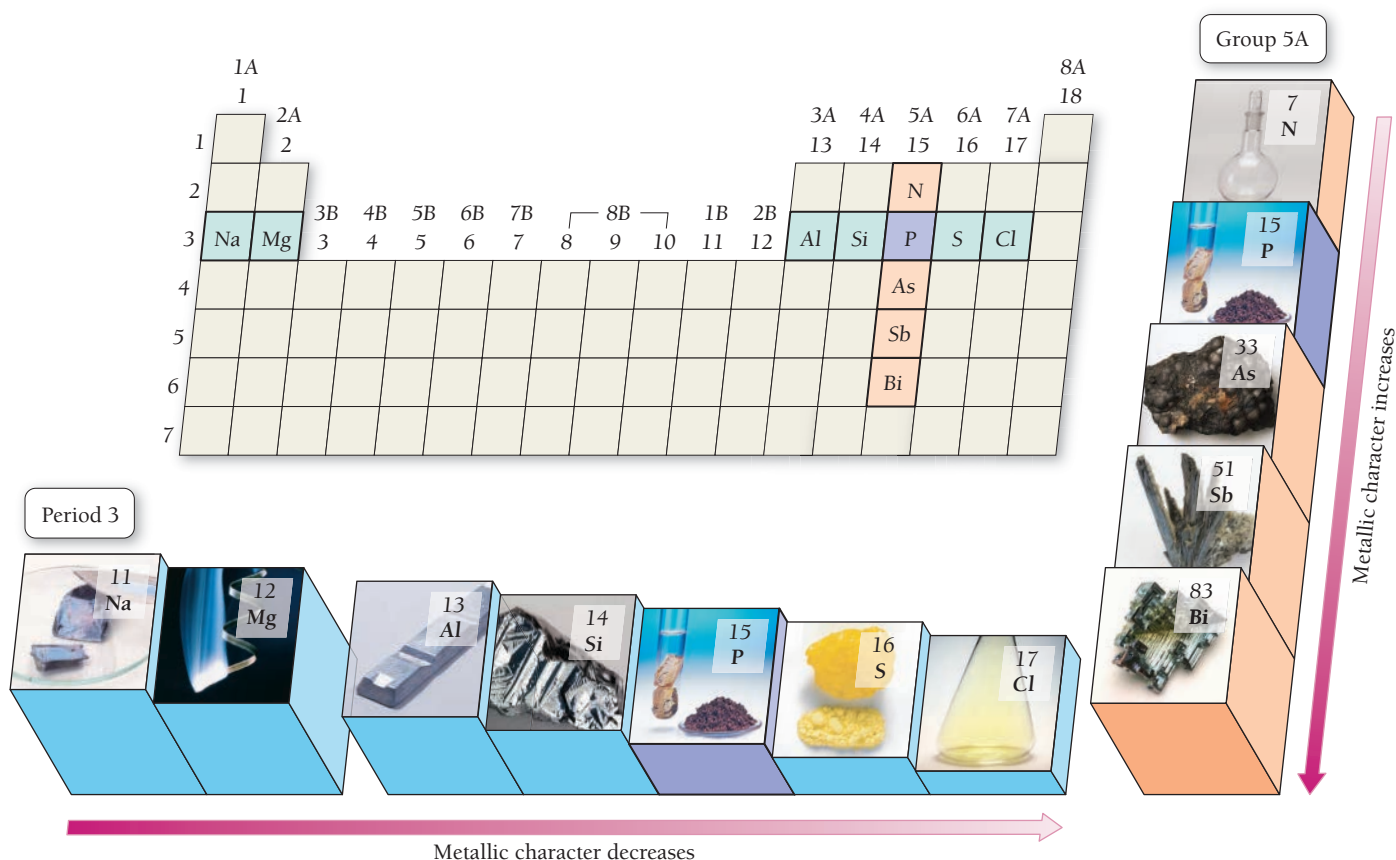 Group 5A
1A
1
2A
2
3B
3
4B
4
5B
5
6B
6
7B
7
8B
8
9
10
1B
11
2B
12
3A
13
4A
14
5A
15
6A
16
7A
17
8A
18
1
2
N
3
Na
Mg
Al
Si
P
S
Cl
4
As
5
Sb
6
Bi
7
7
N
15
P
33
As
51
Sb
83
Bi
Metallic character increases
Period 3
11
Na
12
Mg
13
Al
14
Si
15
P
16
S
17
Cl
Metallic character decreases